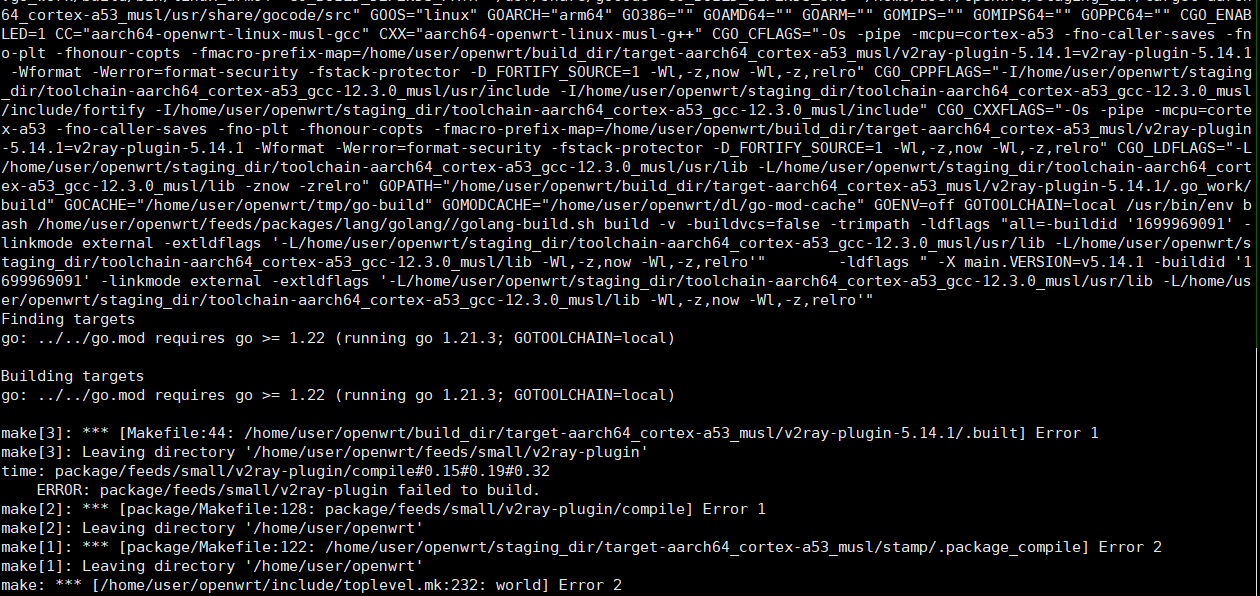 64_cortex-a53_musl/usr/share/gocode/src" GOOS="linux" GOARCH="arm64" GO386="" GOAMD64="" GOARM="" GOMIPS="" GOMIPS64="" GOPPC64="" CGO_ENAB
LED=1 CC="aarch64-openwrt-linux-musl-gcc" CXX="aarch64-openwrt-linux-musl-g++" CGO_CFLAGS="-Os -pipe -mcpu=cortex-a53 -fno-caller-saves -fn
o-plt -fhonour-copts -fmacro-prefix-map=/home/user/openwrt/build_dir/target-aarch64_cortex-a53_musl/v2ray-plugin-5.14.1=v2ray-plugin-5.14.1
 -Wformat -Werror=format-security -fstack-protector -D_FORTIFY_SOURCE=1 -Wl,-z,now -Wl,-z,relro" CGO_CPPFLAGS="-I/home/user/openwrt/staging
_dir/toolchain-aarch64_cortex-a53_gcc-12.3.0_musl/usr/include -I/home/user/openwrt/staging_dir/toolchain-aarch64_cortex-a53_gcc-12.3.0_musl
/include/fortify -I/home/user/openwrt/staging_dir/toolchain-aarch64_cortex-a53_gcc-12.3.0_musl/include" CGO_CXXFLAGS="-Os -pipe -mcpu=corte
x-a53 -fno-caller-saves -fno-plt -fhonour-copts -fmacro-prefix-map=/home/user/openwrt/build_dir/target-aarch64_cortex-a53_musl/v2ray-plugin
-5.14.1=v2ray-plugin-5.14.1 -Wformat -Werror=format-security -fstack-protector -D_FORTIFY_SOURCE=1 -Wl,-z,now -Wl,-z,relro" CGO_LDFLAGS="-L
/home/user/openwrt/staging_dir/toolchain-aarch64_cortex-a53_gcc-12.3.0_musl/usr/lib -L/home/user/openwrt/staging_dir/toolchain-aarch64_cort
ex-a53_gcc-12.3.0_musl/lib -znow -zrelro" GOPATH="/home/user/openwrt/build_dir/target-aarch64_cortex-a53_musl/v2ray-plugin-5.14.1/.go_work/
build" GOCACHE="/home/user/openwrt/tmp/go-build" GOMODCACHE="/home/user/openwrt/dl/go-mod-cache" GOENV=off GOTOOLCHAIN=local /usr/bin/env b
ash /home/user/openwrt/feeds/packages/lang/golang//golang-build.sh build -v -buildvcs=false -trimpath -ldflags "all=-buildid '1699969091' -
linkmode external -extldflags '-L/home/user/openwrt/staging_dir/toolchain-aarch64_cortex-a53_gcc-12.3.0_musl/usr/lib -L/home/user/openwrt/s
taging_dir/toolchain-aarch64_cortex-a53_gcc-12.3.0_musl/lib -Wl,-z,now -Wl,-z,relro'" -ldflags " -X main.VERSION=v5.14.1 -buildid '1
699969091' -linkmode external -extldflags '-L/home/user/openwrt/staging_dir/toolchain-aarch64_cortex-a53_gcc-12.3.0_musl/usr/lib -L/home/us
er/openwrt/staging_dir/toolchain-aarch64_cortex-a53_gcc-12.3.0_musl/lib -Wl,-z,now -Wl,-z,relro'"
Finding targets
go: ../../go.mod requires go >= 1.22 (running go 1.21.3; GOTOOLCHAIN=local)
Building targets
go: ../../go.mod requires go >= 1.22 (running go 1.21.3; GOTOOLCHAIN=local)
make[3]: *** [Makefile:44: /home/user/openwrt/build_dir/target-aarch64_cortex-a53_musl/v2ray-plugin-5.14.1/.built] Error 1
make[3]: Leaving directory '/home/user/openwrt/feeds/small/v2ray-plugin'
time: package/feeds/small/v2ray-plugin/compile#0.15#0.19#0.32
    ERROR: package/feeds/small/v2ray-plugin failed to build.
make[2]: *** [package/Makefile:128: package/feeds/small/v2ray-plugin/compile] Error 1
make[2]: Leaving directory '/home/user/openwrt'
make[1]: *** [package/Makefile:122: /home/user/openwrt/staging_dir/target-aarch64_cortex-a53_musl/stamp/.package_compile] Error 2
make[1]: Leaving directory '/home/user/openwrt'
make: *** [/home/user/openwrt/include/toplevel.mk:232: world] Error 2